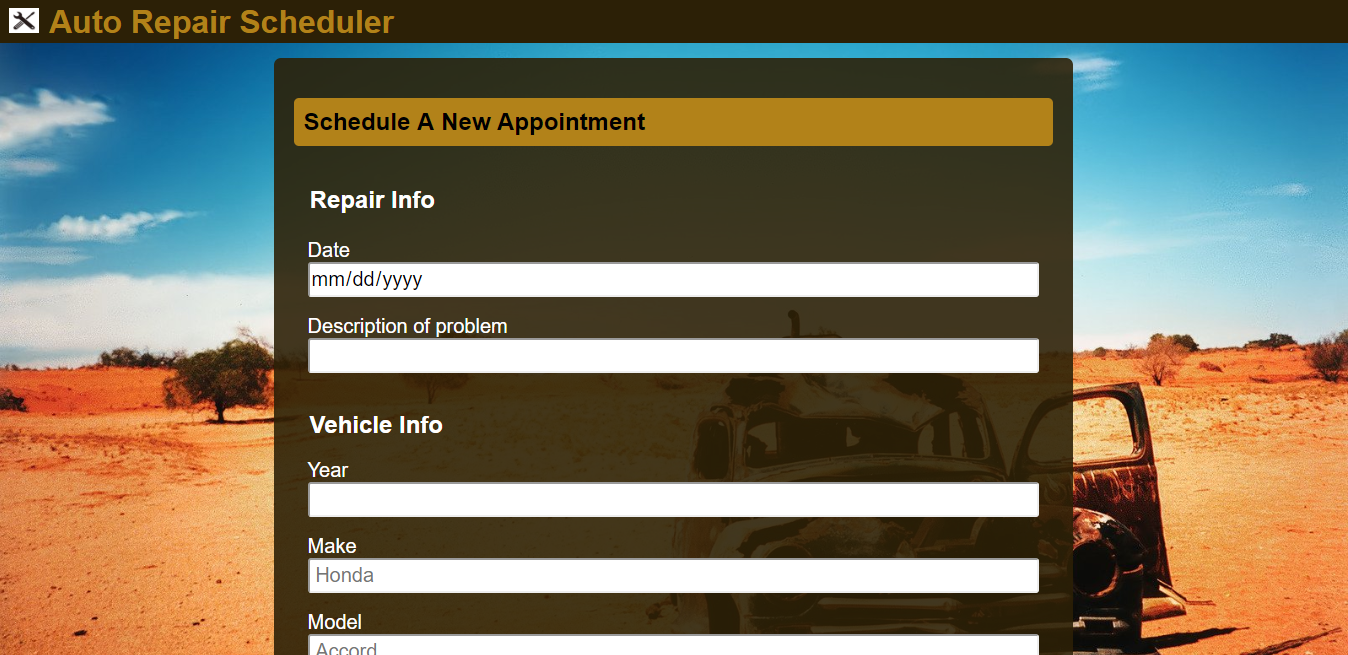 Auto Repair Scheduler
Schedule A New Appointment
Repair Info
Date
mm/dd/yyyy
Description of problem
Vehicle Info
Year
Make
Honda
Model
Accord